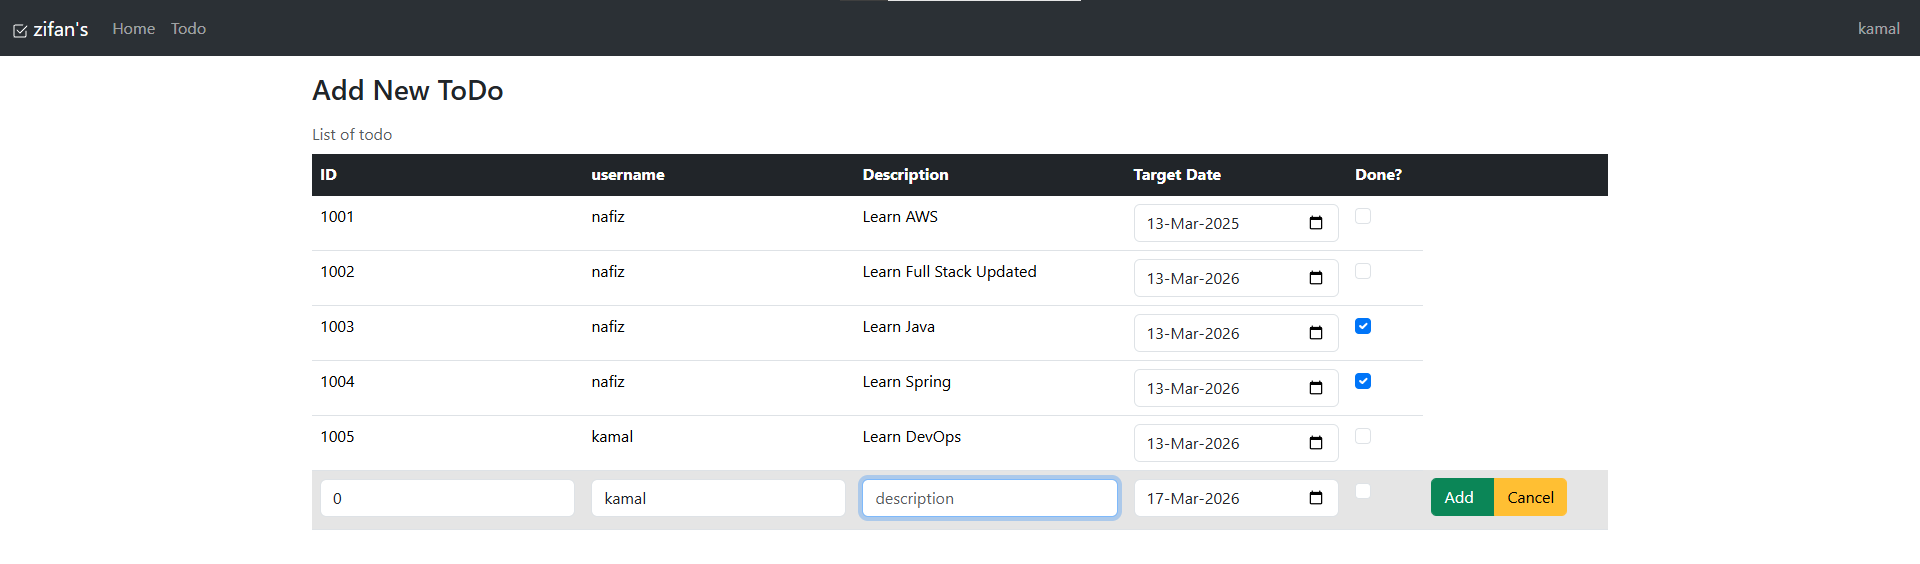 zifan's Home Todo kamal
Add New ToDo
List of todo
ID username Description Target Date Done?
1001 nafiz Learn AWS 13-Mar-2025
1002 nafiz Learn Full Stack Updated 13-Mar-2026
1003 nafiz Learn Java 13-Mar-2026
1004 nafiz Learn Spring 13-Mar-2026
1005 kamal Learn DevOps 13-Mar-2026
0 kamal description 17-Mar-2026 Add Cancel